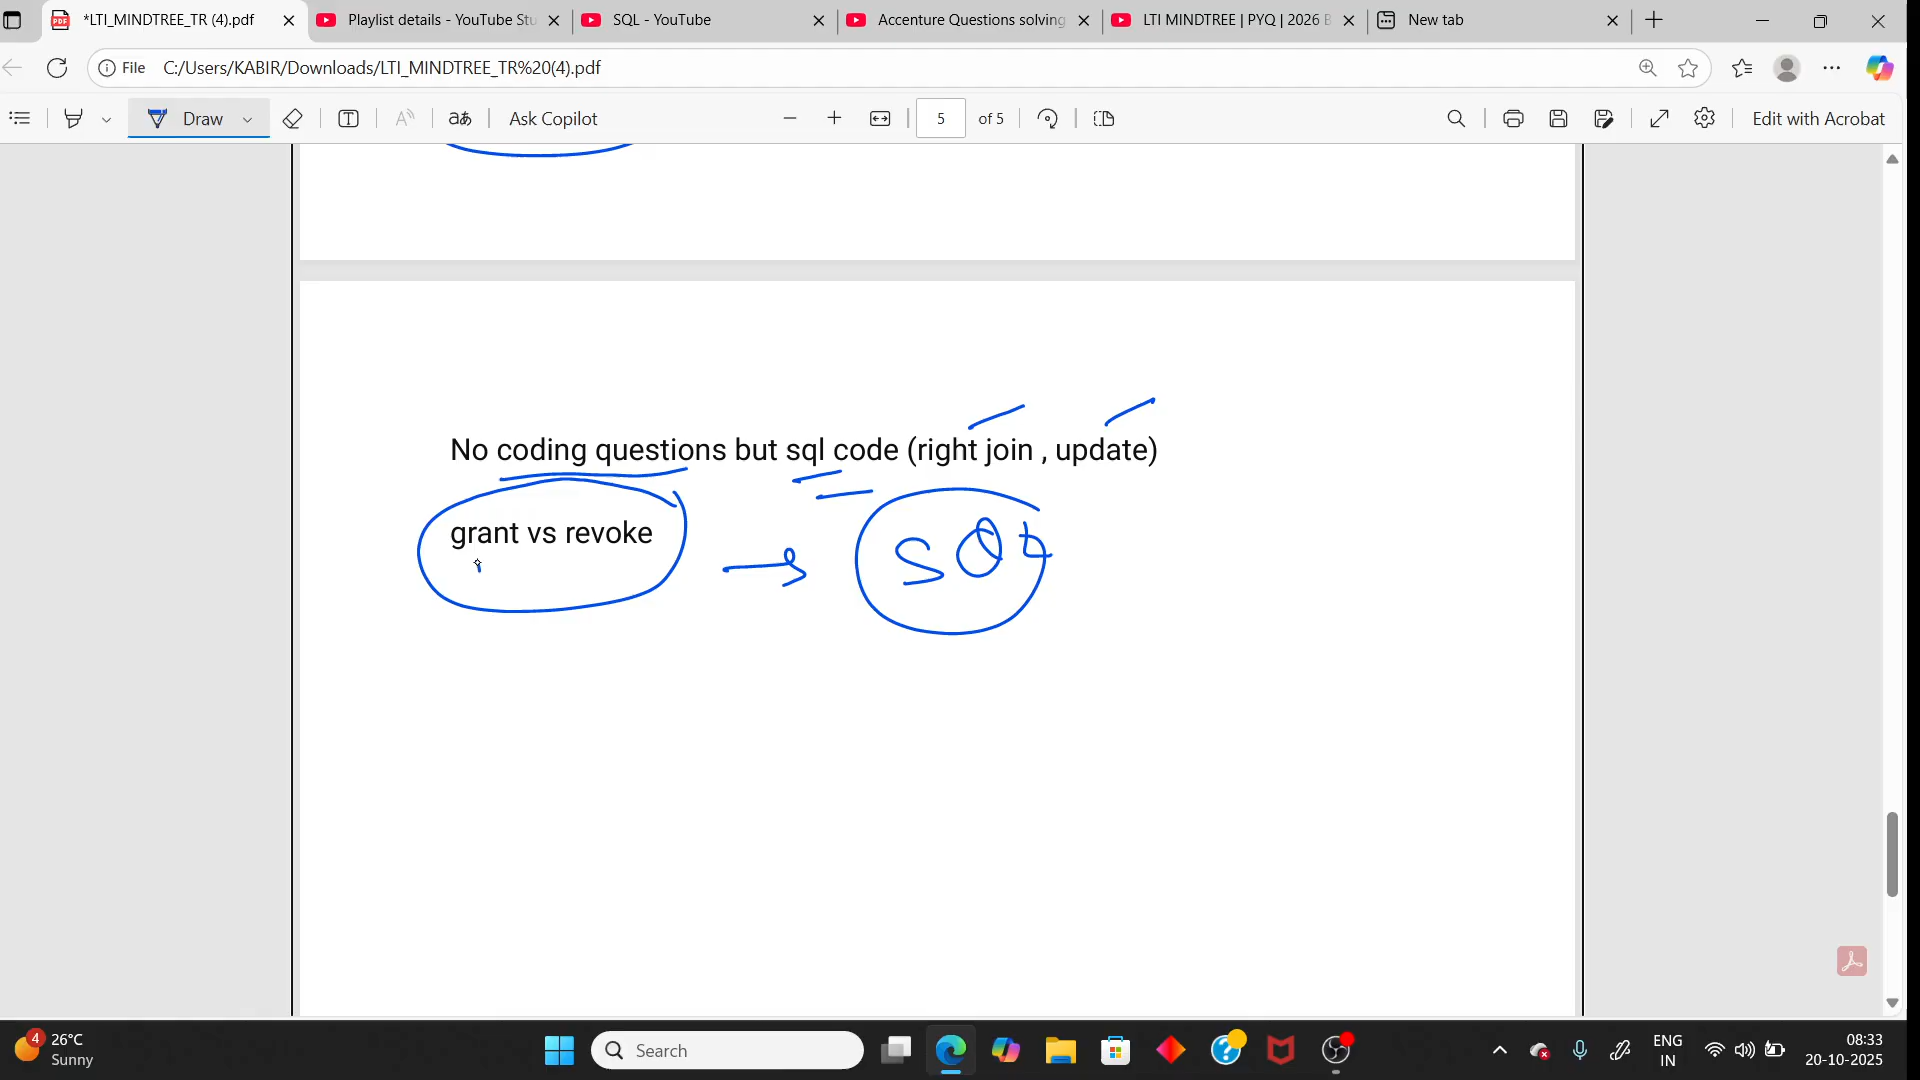 *LTI_MINDTREE_TR (4).pdf
Playlist details - YouTube Stu
SQL - YouTube
Accenture Questions solving
LTI MINDTREE | PYQ | 2026 B
New tab
File C:/Users/KABIR/Downloads/LTI_MINDTREE_TR%20(4).pdf
Draw
Ask Copilot
5 of 5
Edit with Acrobat
No coding questions but sql code (right join , update)
grant vs revoke
4
26°C
Sunny
Search
ENG
IN
08:33
20-10-2025